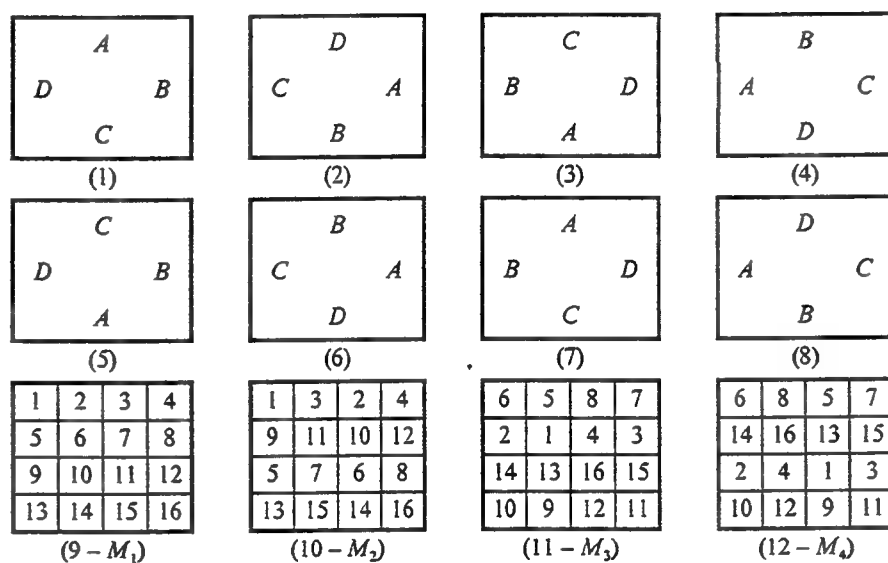 A D C B
D B C A B D A C
C B A D
(1) (2) (3) (4)
C B A D
D B C A B D A C
A D C B
(5) (6) (7) (8)
1 2 3 4 1 3 2 4 6 5 8 7 6 8 5 7
5 6 7 8 9 11 10 12 2 1 4 3 14 16 13 15
9 10 11 12 5 7 6 8 14 13 16 15 2 4 1 3
13 14 15 16 13 15 14 16 10 9 12 11 10 12 9 11
(9 – M₁) (10 – M₂) (11 – M₃) (12 – M₄)